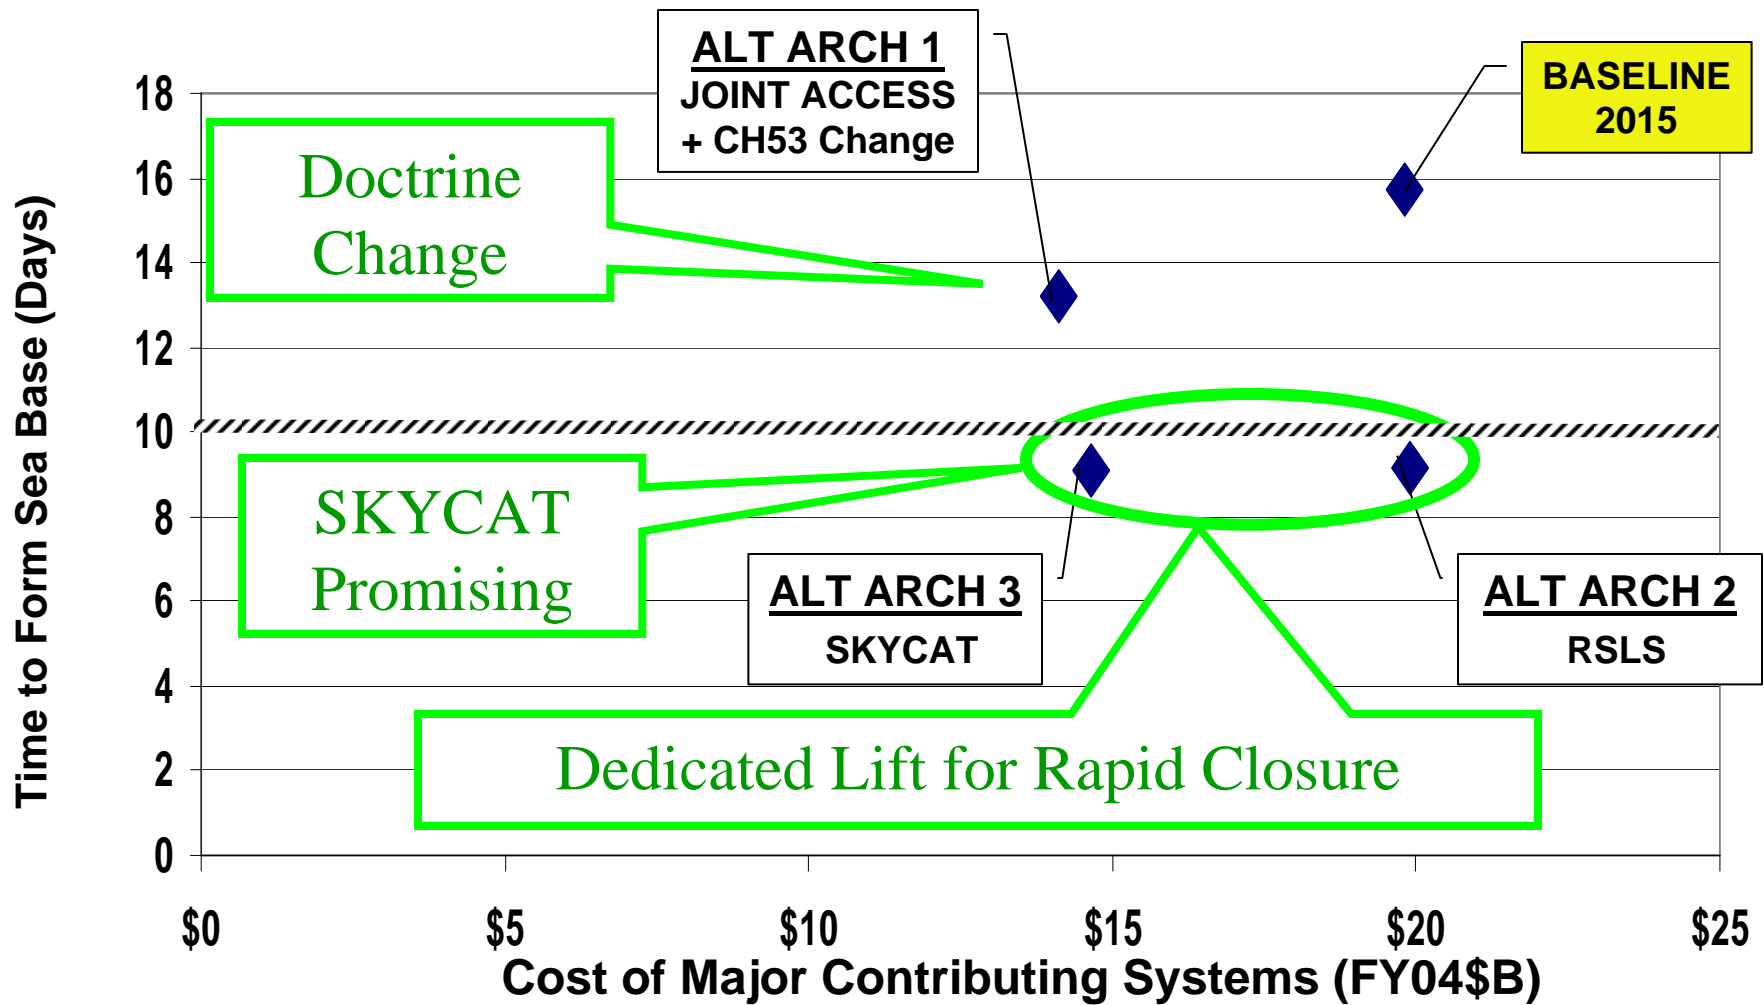 ALT ARCH 1
JOINT ACCESS
+ CH53 Change
BASELINE
2015
Doctrine
Change
SKYCAT
Promising
ALT ARCH 3
SKYCAT
ALT ARCH 2
RSLS
Dedicated Lift for Rapid Closure
Time to Form Sea Base (Days)
18
16
14
12
10
8
6
4
2
0
$0
$5
$10
$15
$20
$25
Cost of Major Contributing Systems (FY04$B)